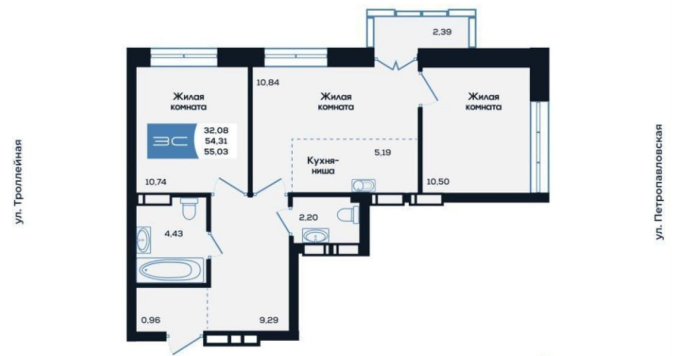 2,39
10,84
Жилая
комната
Жилая
комната
Жилая
комната
3С
32,08
54,31
55,03
Кухня-
ниша
5,19
10,74
10,50
2,20
4,43
0,96
9,29
ул. Троллейная
ул. Петропавловская